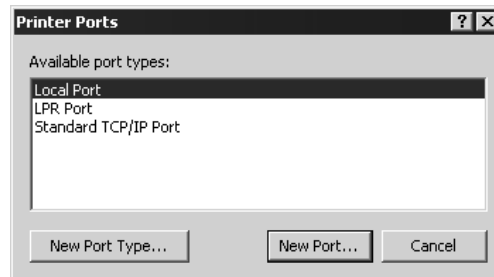 Printer Ports
Available port types:
Local Port
LPR Port
Standard TCP/IP Port
New Port Type... New Port... Cancel